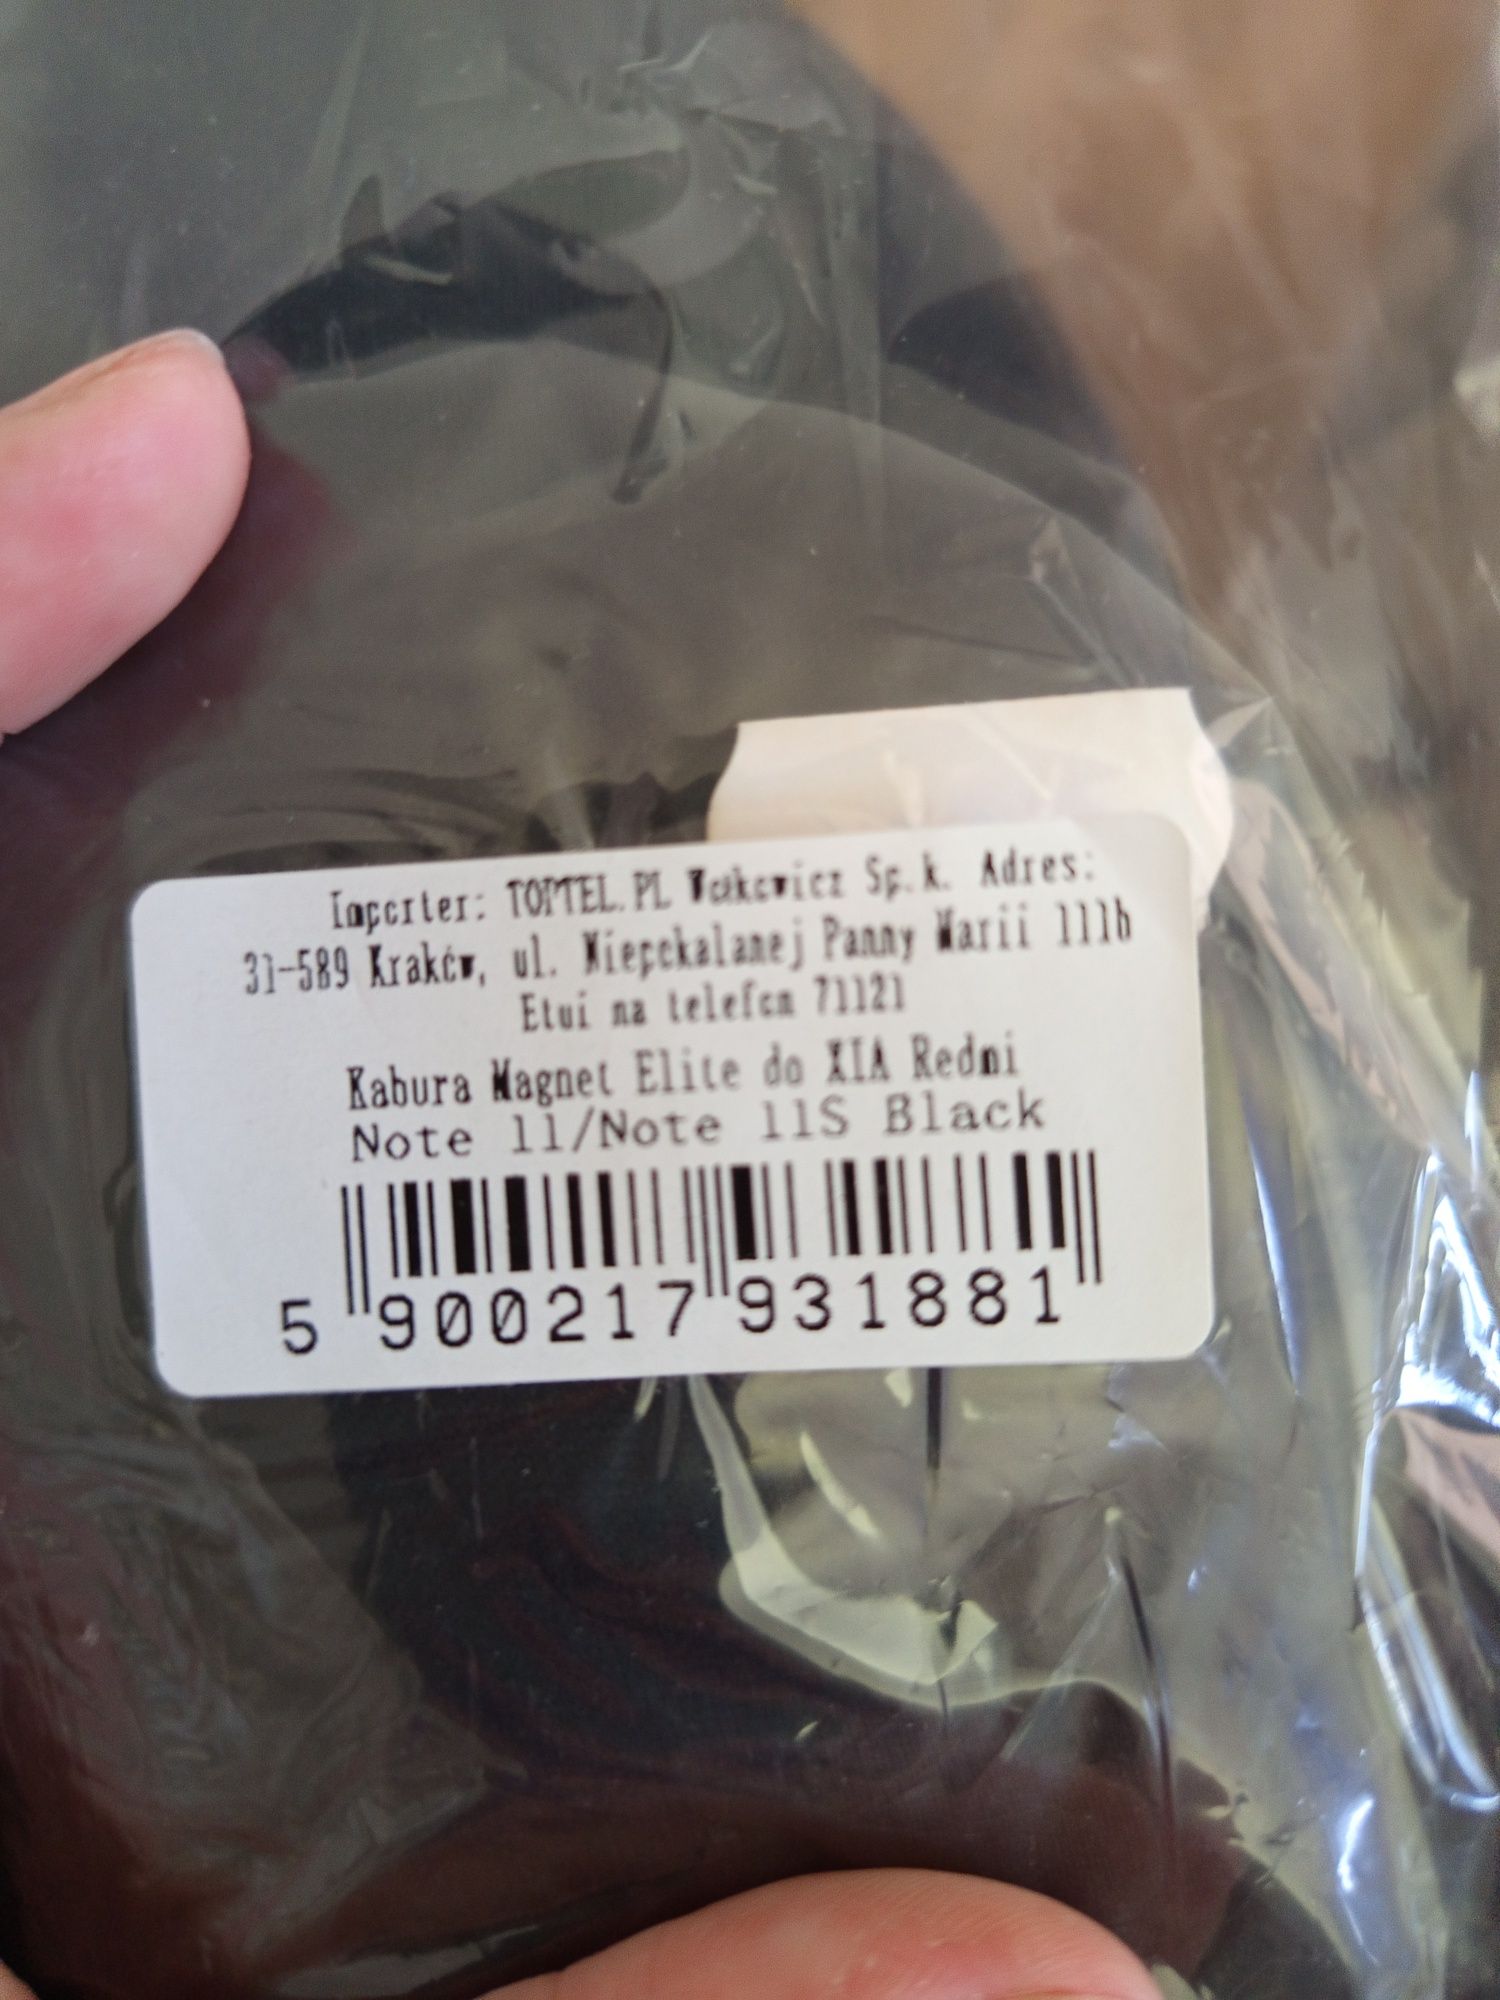 Importer: TOPTEL.PL Wołkowicz Sp.k. Adres:
31-589 Kraków, ul. Niepokalanej Panny Marii 111b
Etui na telefon 71121
Kabura Magnet Elite do XIA Redmi
Note 11/Note 11S Black
5 900217 931881